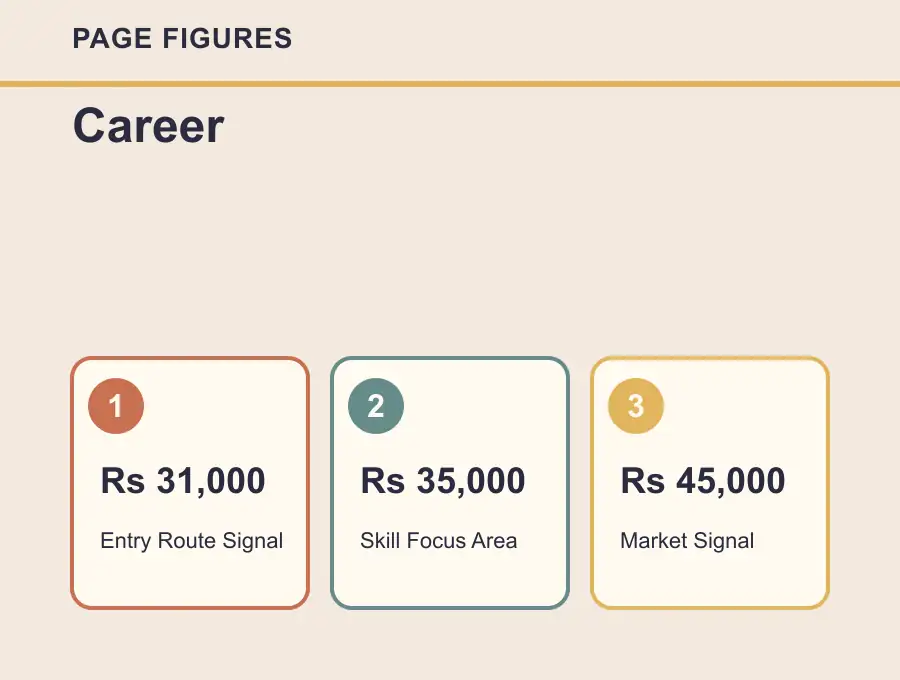 PAGE FIGURES
Career
1
Rs 31,000
Entry Route Signal
2
Rs 35,000
Skill Focus Area
3
Rs 45,000
Market Signal